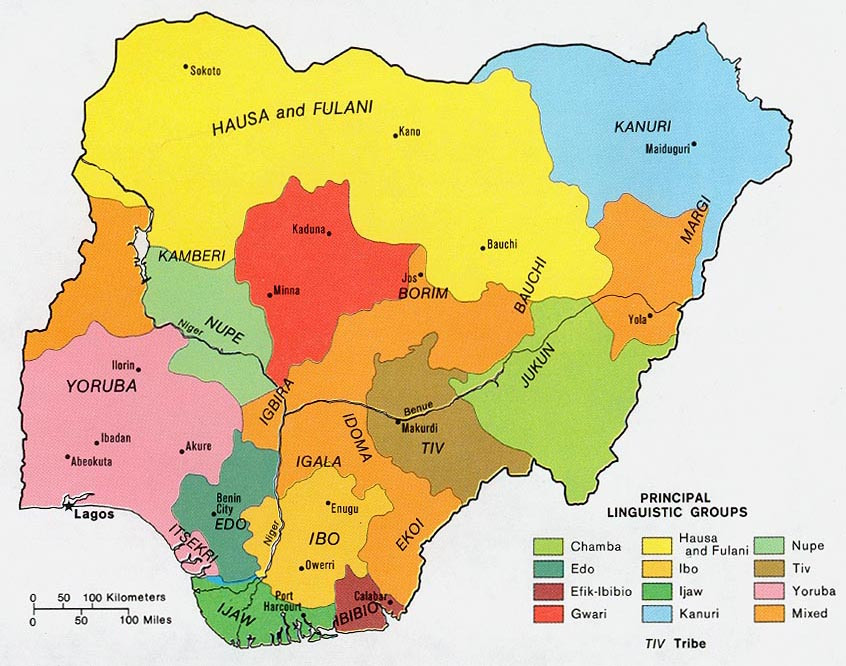 Sokoto
HAUSA and FULANI
Kano
KANURI
Maiduguri
MARGI
Kaduna
KAMBERI
Bauchi
Jos
BORIM
BAUCHI
Minna
NUPE
Niger
Yola
Ilorin
YORUBA
JUKUN
IGBIRA
Benue
Makurdi
IDOMA
TIV
Ibadan
Akure
Abeokuta
IGALA
Benin
City
EDO
Enugu
Lagos
ITSEKRI
Niger
IBO
EKOI
Owerri
IJAW
Port
Harcourt
IBIBIO
Calabar
0 50 100 Kilometers
0 50 100 Miles
PRINCIPAL
LINGUISTIC GROUPS
Chamba
Edo
Efik-Ibibio
Gwari
Hausa
and Fulani
Ibo
Ijaw
Kanuri
Nupe
Tiv
Yoruba
Mixed
TIV Tribe